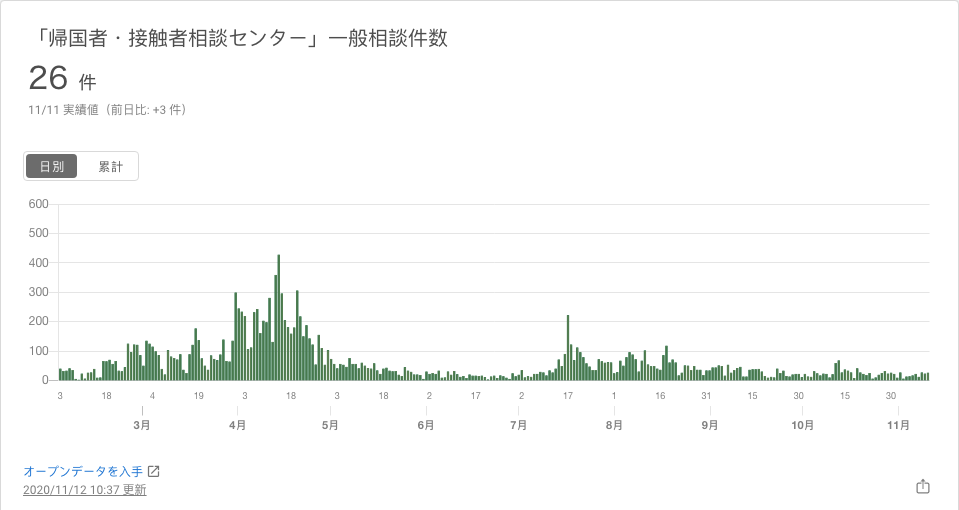 「帰国者・接触者相談センター」一般相談件数
26 件
11/11 実績値（前日比: +3 件）
日別 累計
600
500
400
300
200
100
0
3 18 4 19 3 18 3 18 2 17 2 17 1 16 31 15 30 15 30
3月 4月 5月 6月 7月 8月 9月 10月 11月
オープンデータを入手
2020/11/12 10:37 更新